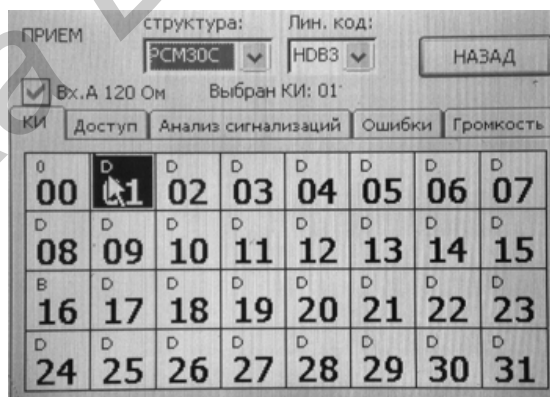 ПРИЕМ структура: Лин. код:
PCM30C HDB3 НАЗАД
Вх.А 120 Ом Выбран КИ: 01
КИ Доступ Анализ сигнализаций Ошибки Громкость
0 D D D D D D D
00 01 02 03 04 05 06 07
D D D D D D D D
08 09 10 11 12 13 14 15
B D D D D D D D
16 17 18 19 20 21 22 23
D D D D D D D D
24 25 26 27 28 29 30 31